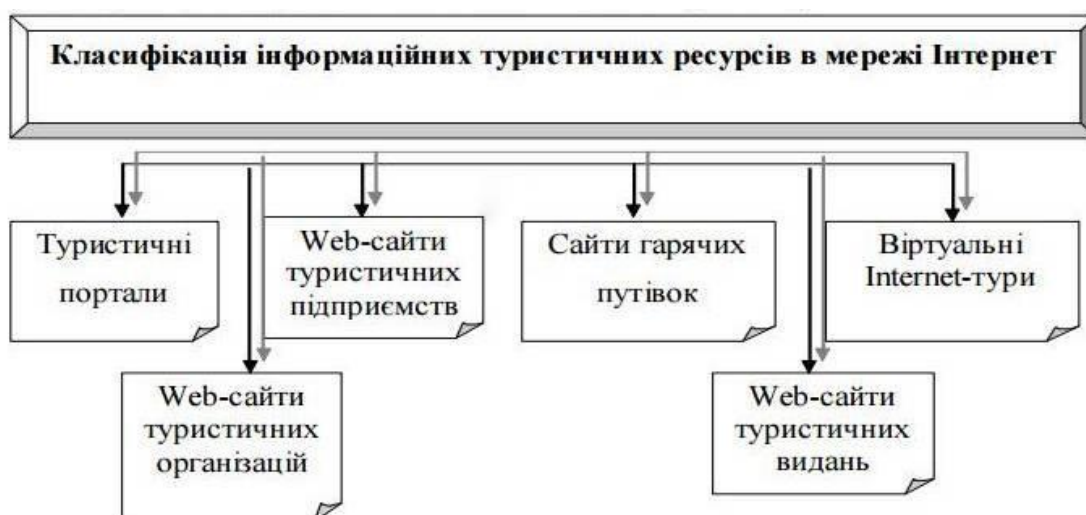 Класифікація інформаційних туристичних ресурсів в мережі Інтернет
Туристичні
портали
Web-сайти
туристичних
підприємств
Сайти гарячих
путівок
Віртуальні
Internet-тури
Web-сайти
туристичних
організацій
Web-сайти
туристичних
видань